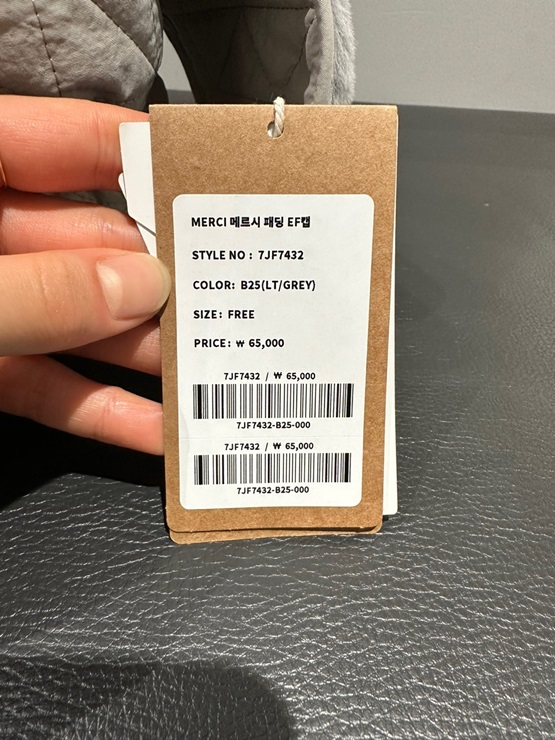 MERCI 메르시 패딩 EF캡
STYLE NO : 7JF7432
COLOR: B25(LT/GREY)
SIZE: FREE
PRICE: ₩ 65,000
7JF7432 / ₩ 65,000
7JF7432-B25-000
7JF7432 / ₩ 65,000
7JF7432-B25-000